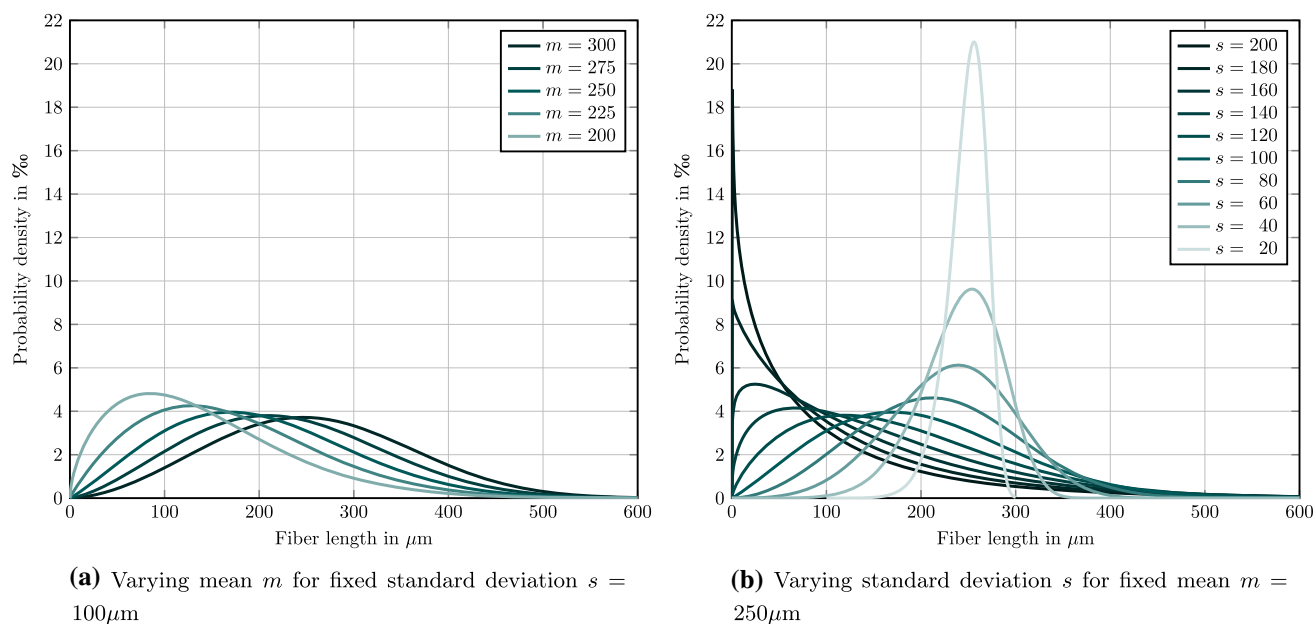 22
20
18
16
14
12
10
8
6
4
2
0
0 100 200 300 400 500 600
Probability density in ‰
Fiber length in μm
m = 300
m = 275
m = 250
m = 225
m = 200
(a) Varying mean m for fixed standard deviation s =
100μm
22
20
18
16
14
12
10
8
6
4
2
0
0 100 200 300 400 500 600
Probability density in ‰
Fiber length in μm
s = 200
s = 180
s = 160
s = 140
s = 120
s = 100
s = 80
s = 60
s = 40
s = 20
(b) Varying standard deviation s for fixed mean m =
250μm